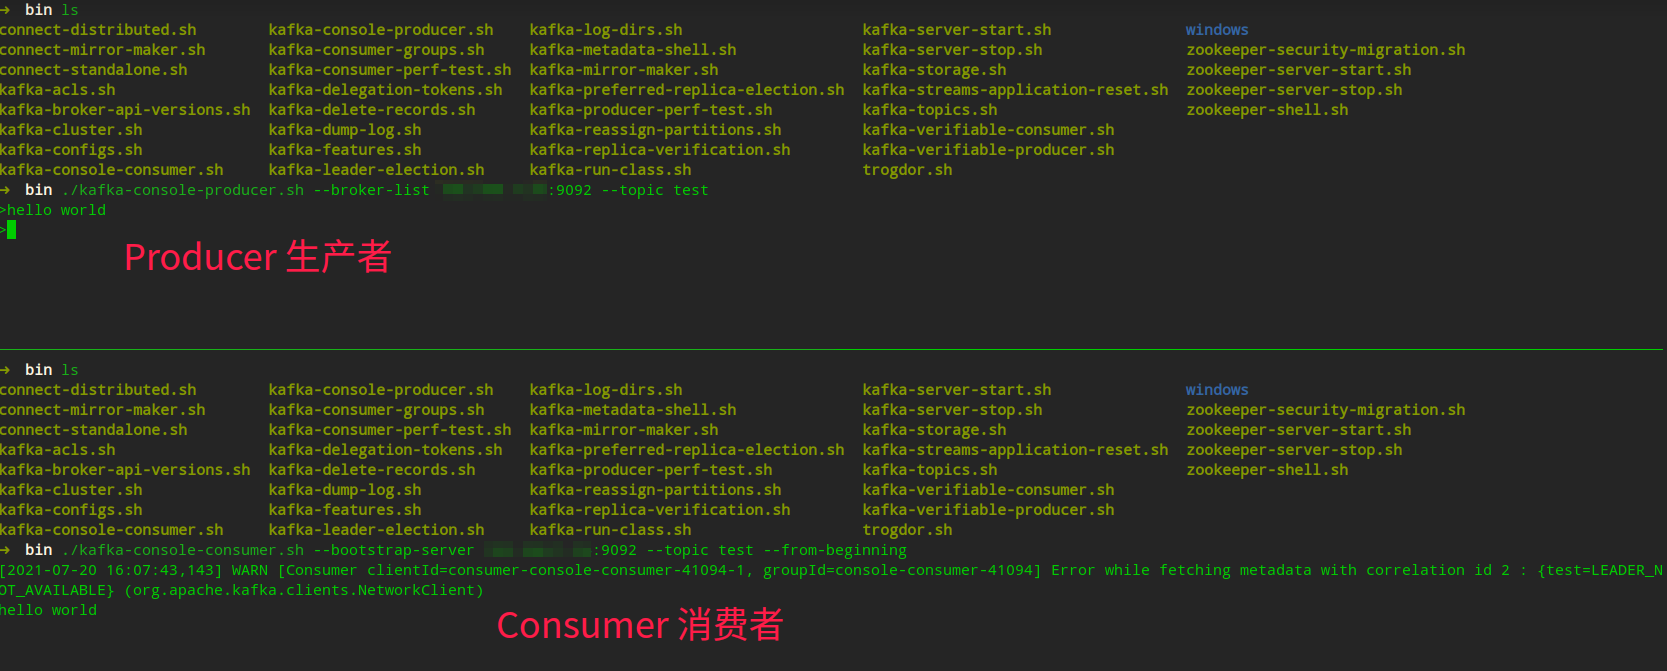 ➜ bin ls
connect-distributed.sh kafka-console-producer.sh kafka-log-dirs.sh kafka-server-start.sh windows
connect-mirror-maker.sh kafka-consumer-groups.sh kafka-metadata-shell.sh kafka-server-stop.sh zookeeper-security-migration.sh
connect-standalone.sh kafka-consumer-perf-test.sh kafka-mirror-maker.sh kafka-storage.sh zookeeper-server-start.sh
kafka-acls.sh kafka-delegation-tokens.sh kafka-preferred-replica-election.sh kafka-streams-application-reset.sh zookeeper-server-stop.sh
kafka-broker-api-versions.sh kafka-delete-records.sh kafka-producer-perf-test.sh kafka-topics.sh zookeeper-shell.sh
kafka-cluster.sh kafka-dump-log.sh kafka-reassign-partitions.sh kafka-verifiable-consumer.sh
kafka-configs.sh kafka-features.sh kafka-replica-verification.sh kafka-verifiable-producer.sh
kafka-console-consumer.sh kafka-leader-election.sh kafka-run-class.sh trogdor.sh
➜ bin ./kafka-console-producer.sh --broker-list :9092 --topic test
>hello world
>
Producer 生产者
➜ bin ls
connect-distributed.sh kafka-console-producer.sh kafka-log-dirs.sh kafka-server-start.sh windows
connect-mirror-maker.sh kafka-consumer-groups.sh kafka-metadata-shell.sh kafka-server-stop.sh zookeeper-security-migration.sh
connect-standalone.sh kafka-consumer-perf-test.sh kafka-mirror-maker.sh kafka-storage.sh zookeeper-server-start.sh
kafka-acls.sh kafka-delegation-tokens.sh kafka-preferred-replica-election.sh kafka-streams-application-reset.sh zookeeper-server-stop.sh
kafka-broker-api-versions.sh kafka-delete-records.sh kafka-producer-perf-test.sh kafka-topics.sh zookeeper-shell.sh
kafka-cluster.sh kafka-dump-log.sh kafka-reassign-partitions.sh kafka-verifiable-consumer.sh
kafka-configs.sh kafka-features.sh kafka-replica-verification.sh kafka-verifiable-producer.sh
kafka-console-consumer.sh kafka-leader-election.sh kafka-run-class.sh trogdor.sh
➜ bin ./kafka-console-consumer.sh --bootstrap-server :9092 --topic test --from-beginning
[2021-07-20 16:07:43,143] WARN [Consumer clientId=consumer-console-consumer-41094-1, groupId=console-consumer-41094] Error while fetching metadata with correlation id 2 : {test=LEADER_N
OT_AVAILABLE} (org.apache.kafka.clients.NetworkClient)
hello world
Consumer 消费者